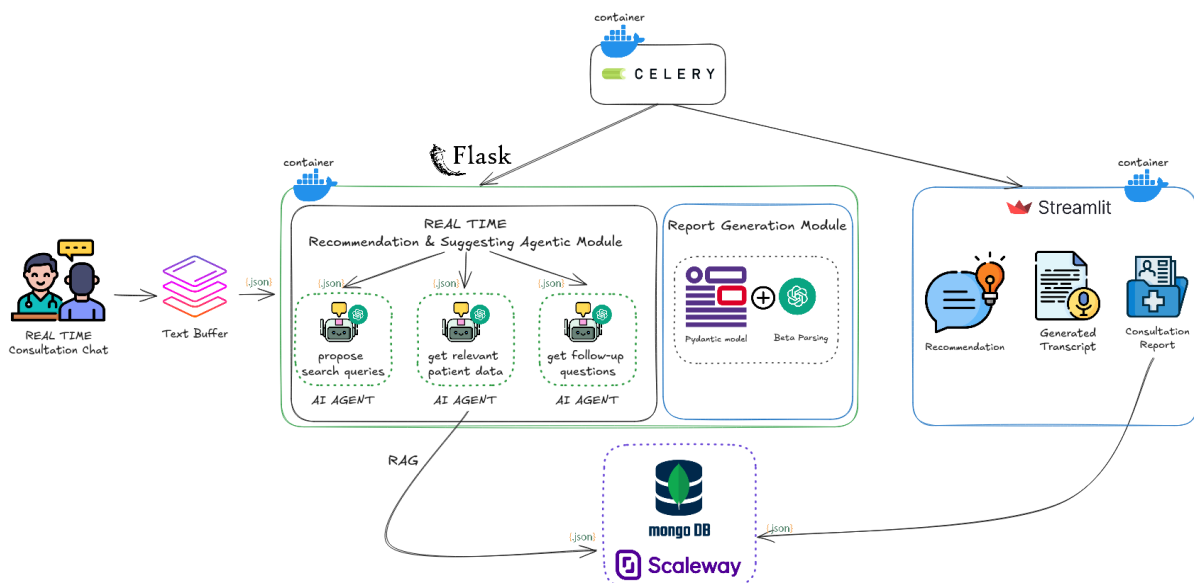 container
CELERY
Flask
container
container
Streamlit
REAL TIME
Recommendation & Suggesting Agentic Module
Report Generation Module
{.json}
{.json}
{.json}
{.json}
REAL TIME
Consultation Chat
Text Buffer
propose
search queries
get relevant
patient data
get follow-up
questions
AI AGENT
AI AGENT
AI AGENT
Pydantic model
Beta Parsing
Recommendation
Generated
Transcript
Consultation
Report
RAG
{.json}
{.json}
mongo DB
Scaleway